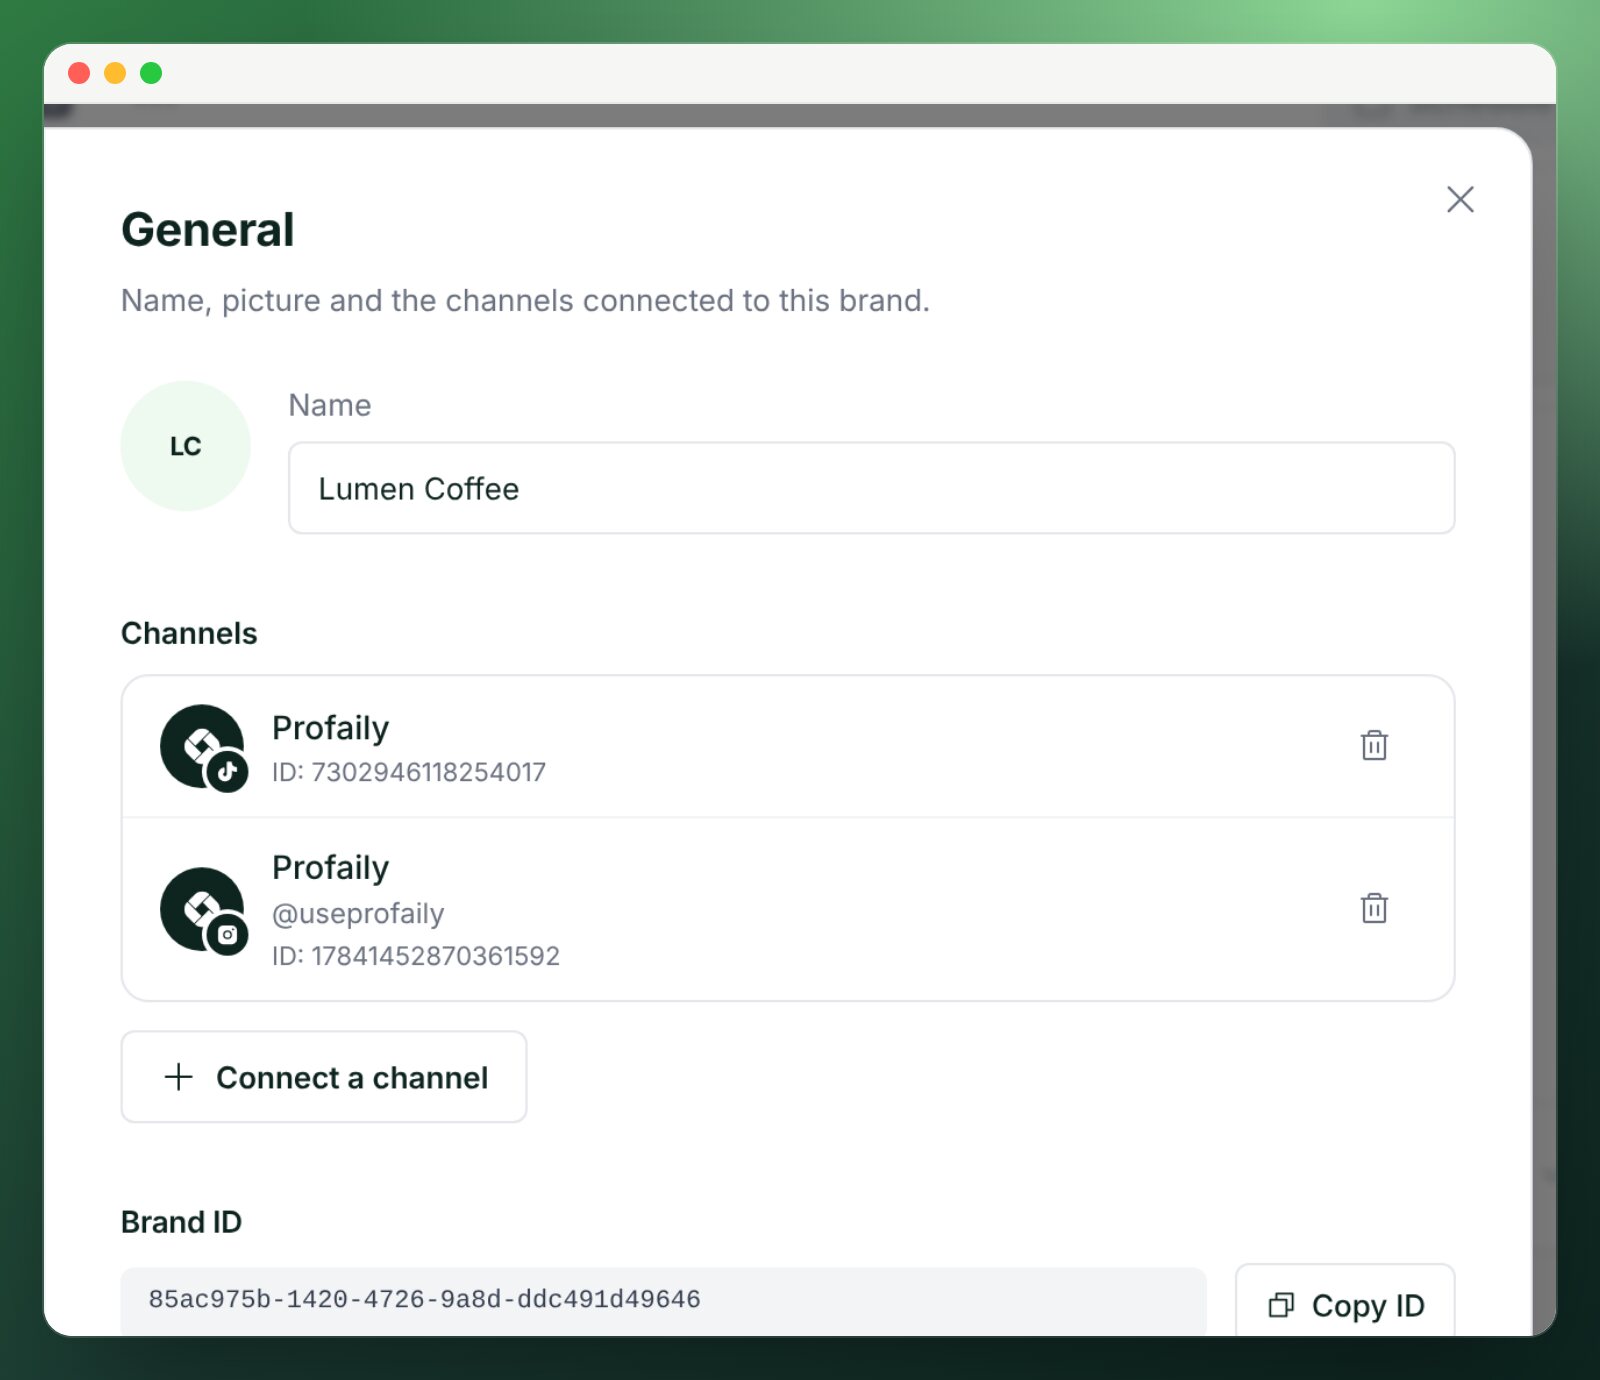 General
Name, picture and the channels connected to this brand.
LC
Name
Lumen Coffee
Channels
Profaily
ID: 7302946118254017
Profaily
@useprofaily
ID: 17841452870361592
Connect a channel
Brand ID
85ac975b-1420-4726-9a8d-ddc491d49646
Copy ID